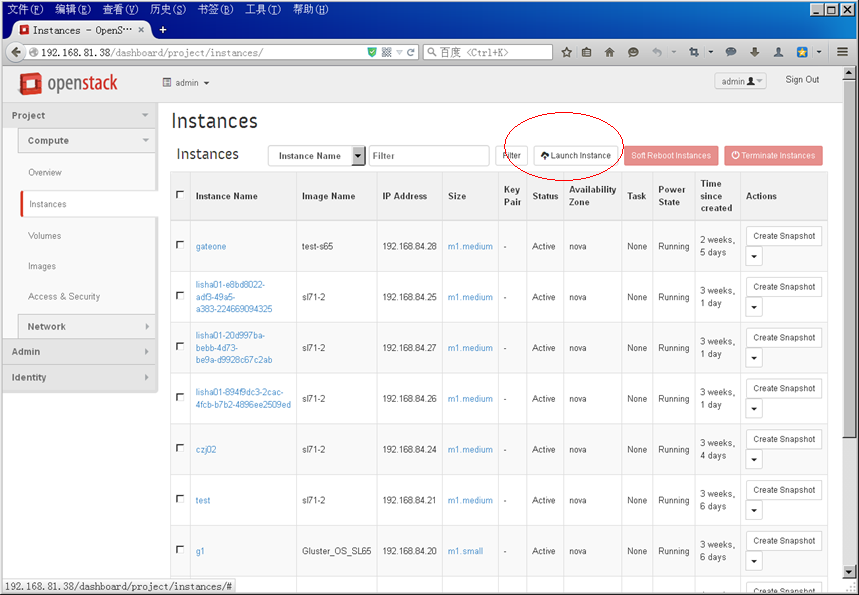 文件(F) 编辑(E) 查看(V) 历史(S) 书签(B) 工具(T) 帮助(H)
Instances - OpenS··· × +
192.168.81.38/dashboard/project/instances/ 百度 <Ctrl+K>
openstack admin admin Sign Out
Project
Compute
Overview
Instances
Volumes
Images
Access & Security
Network
Admin
Identity
Instances
Instances Instance Name Filter Filter Launch Instance Soft Reboot Instances Terminate Instances
Instance Name Image Name IP Address Size Key Pair Status Availability Zone Task Power State Time since created Actions
gateone test-s65 192.168.84.28 m1.medium - Active nova None Running 2 weeks, 5 days Create Snapshot
lisha01-e8bd8022-adf3-49a5-a383-224669094325 sl71-2 192.168.84.25 m1.medium - Active nova None Running 3 weeks, 1 day Create Snapshot
lisha01-20d997ba-bebb-4d73-be9a-d9928c67c2ab sl71-2 192.168.84.27 m1.medium - Active nova None Running 3 weeks, 1 day Create Snapshot
lisha01-894f9dc3-2cac-4fcb-b7b2-4896ee2509ed sl71-2 192.168.84.26 m1.medium - Active nova None Running 3 weeks, 1 day Create Snapshot
czj02 sl71-2 192.168.84.24 m1.medium - Active nova None Running 3 weeks, 4 days Create Snapshot
test sl71-2 192.168.84.21 m1.medium - Active nova None Running 3 weeks, 6 days Create Snapshot
g1 Gluster_OS_SL65 192.168.84.20 m1.small - Active nova None Running 3 weeks, 6 days Create Snapshot
Create Snapshot
192.168.81.38/dashboard/project/instances/#